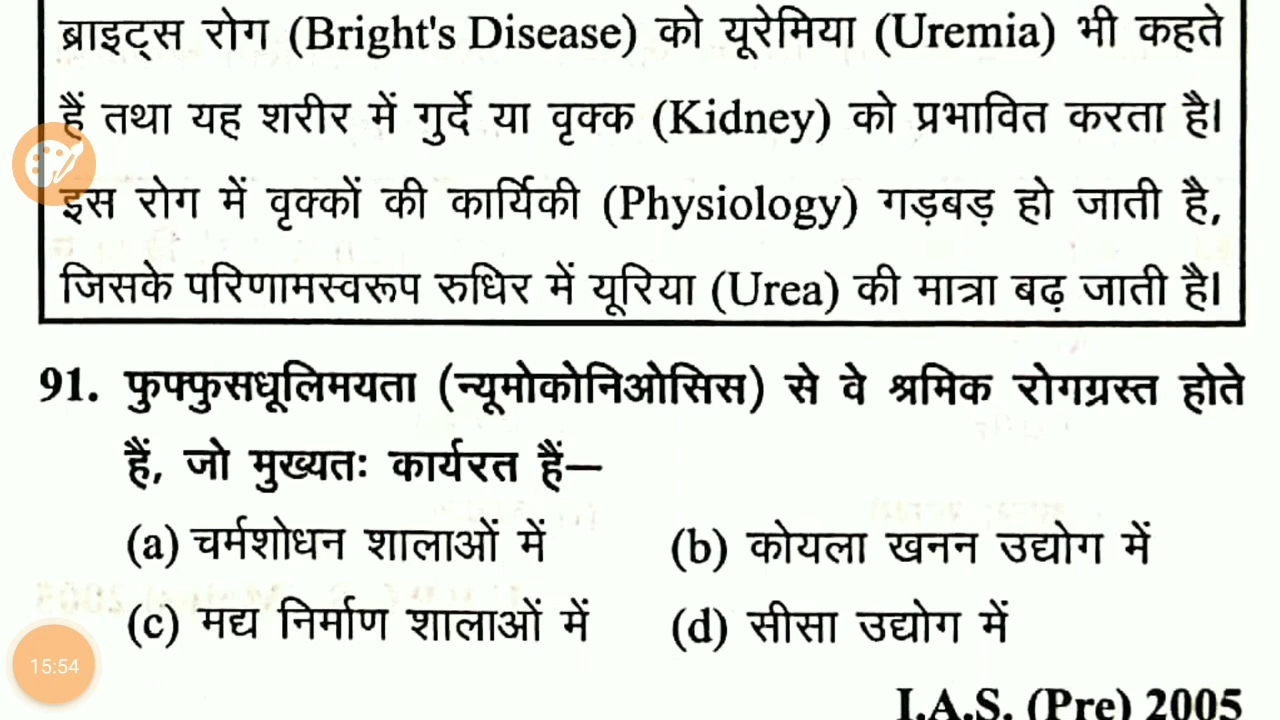 ब्राइट्स रोग (Bright's Disease) को यूरेमिया (Uremia) भी कहते
हैं तथा यह शरीर में गुर्दे या वृक्क (Kidney) को प्रभावित करता है।
इस रोग में वृक्कों की कार्यिकी (Physiology) गड़बड़ हो जाती है,
जिसके परिणामस्वरूप रुधिर में यूरिया (Urea) की मात्रा बढ़ जाती है।
91. फुफ्फुसधूलिमयता (न्यूमोकोनिओसिस) से वे श्रमिक रोगग्रस्त होते
हैं, जो मुख्यतः कार्यरत हैं—
(a) चर्मशोधन शालाओं में (b) कोयला खनन उद्योग में
(c) मद्य निर्माण शालाओं में (d) सीसा उद्योग में
15:54
I.A.S. (Pre) 2005